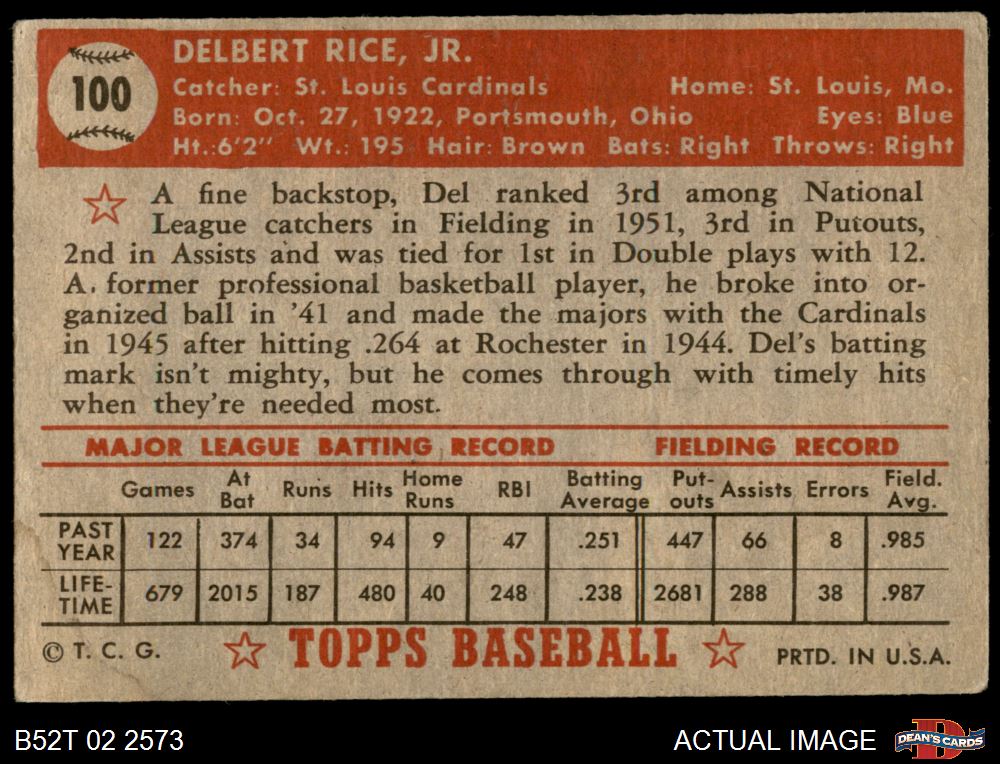 100
DELBERT RICE, JR.
Catcher: St. Louis Cardinals Home: St. Louis, Mo.
Born: Oct. 27, 1922, Portsmouth, Ohio Eyes: Blue
Ht.:6'2" Wt.: 195 Hair: Brown Bats: Right Throws: Right
A fine backstop, Del ranked 3rd among National
League catchers in Fielding in 1951, 3rd in Putouts,
2nd in Assists and was tied for 1st in Double plays with 12.
A former professional basketball player, he broke into or-
ganized ball in '41 and made the majors with the Cardinals
in 1945 after hitting .264 at Rochester in 1944. Del's batting
mark isn't mighty, but he comes through with timely hits
when they're needed most.
MAJOR LEAGUE BATTING RECORD FIELDING RECORD
Games At Bat Runs Hits Home Runs RBI Batting Average Put-outs Assists Errors Field. Avg.
PAST YEAR 122 374 34 94 9 47 .251 447 66 8 .985
LIFE-TIME 679 2015 187 480 40 248 .238 2681 288 38 .987
© T. C. G. TOPPS BASEBALL PRTD. IN U.S.A.
B52T 02 2573 ACTUAL IMAGE DEAN'S CARDS